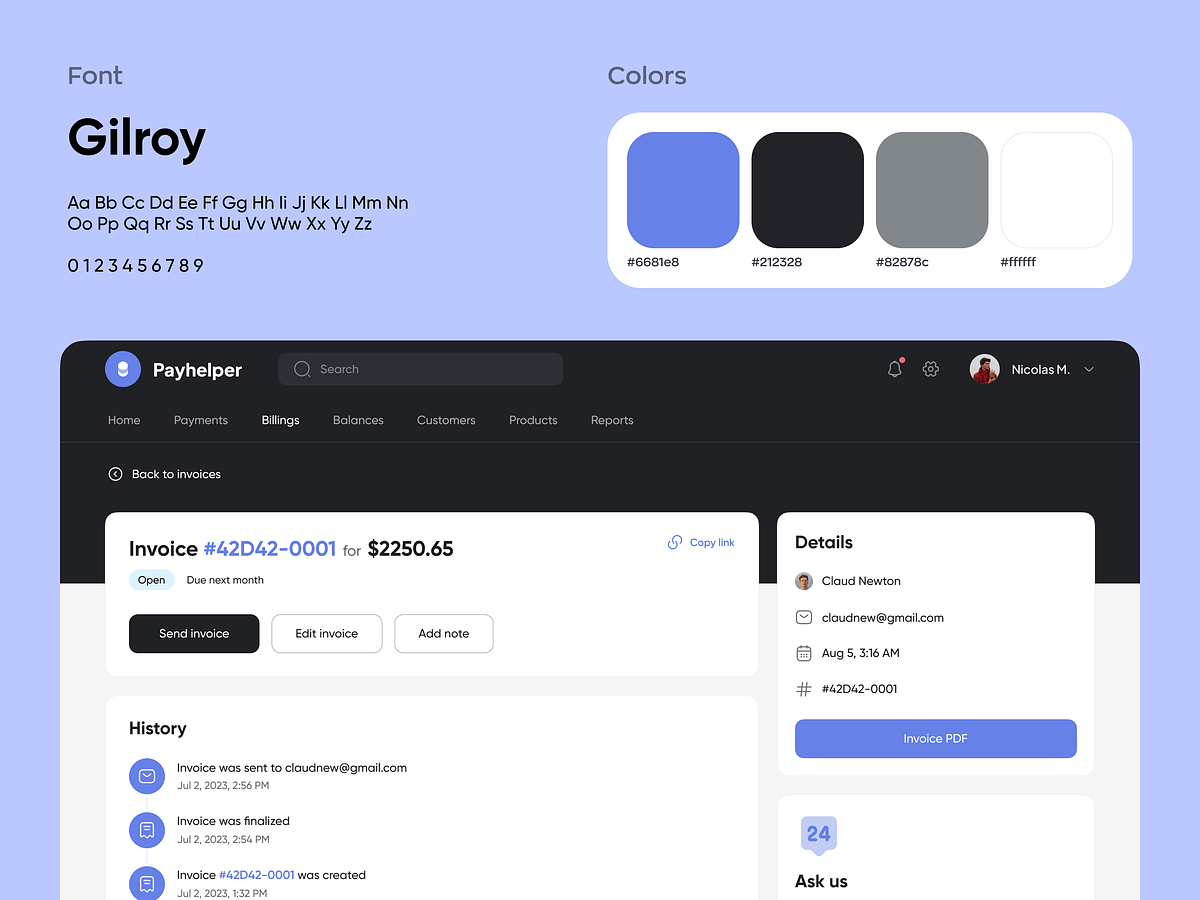 Font
Gilroy
Aa Bb Cc Dd Ee Ff Gg Hh Ii Jj Kk Ll Mm Nn
Oo Pp Qq Rr Ss Tt Uu Vv Ww Xx Yy Zz
0 1 2 3 4 5 6 7 8 9
Colors
#6681e8
#212328
#82878c
#ffffff
Payhelper
Search
Nicolas M.
Home
Payments
Billings
Balances
Customers
Products
Reports
Back to invoices
Invoice #42D42-0001 for $2250.65
Copy link
Open
Due next month
Send invoice
Edit invoice
Add note
History
Invoice was sent to claudnew@gmail.com
Jul 2, 2023, 2:56 PM
Invoice was finalized
Jul 2, 2023, 2:54 PM
Invoice #42D42-0001 was created
Jul 2, 2023, 1:32 PM
Details
Claud Newton
claudnew@gmail.com
Aug 5, 3:16 AM
#42D42-0001
Invoice PDF
24
Ask us